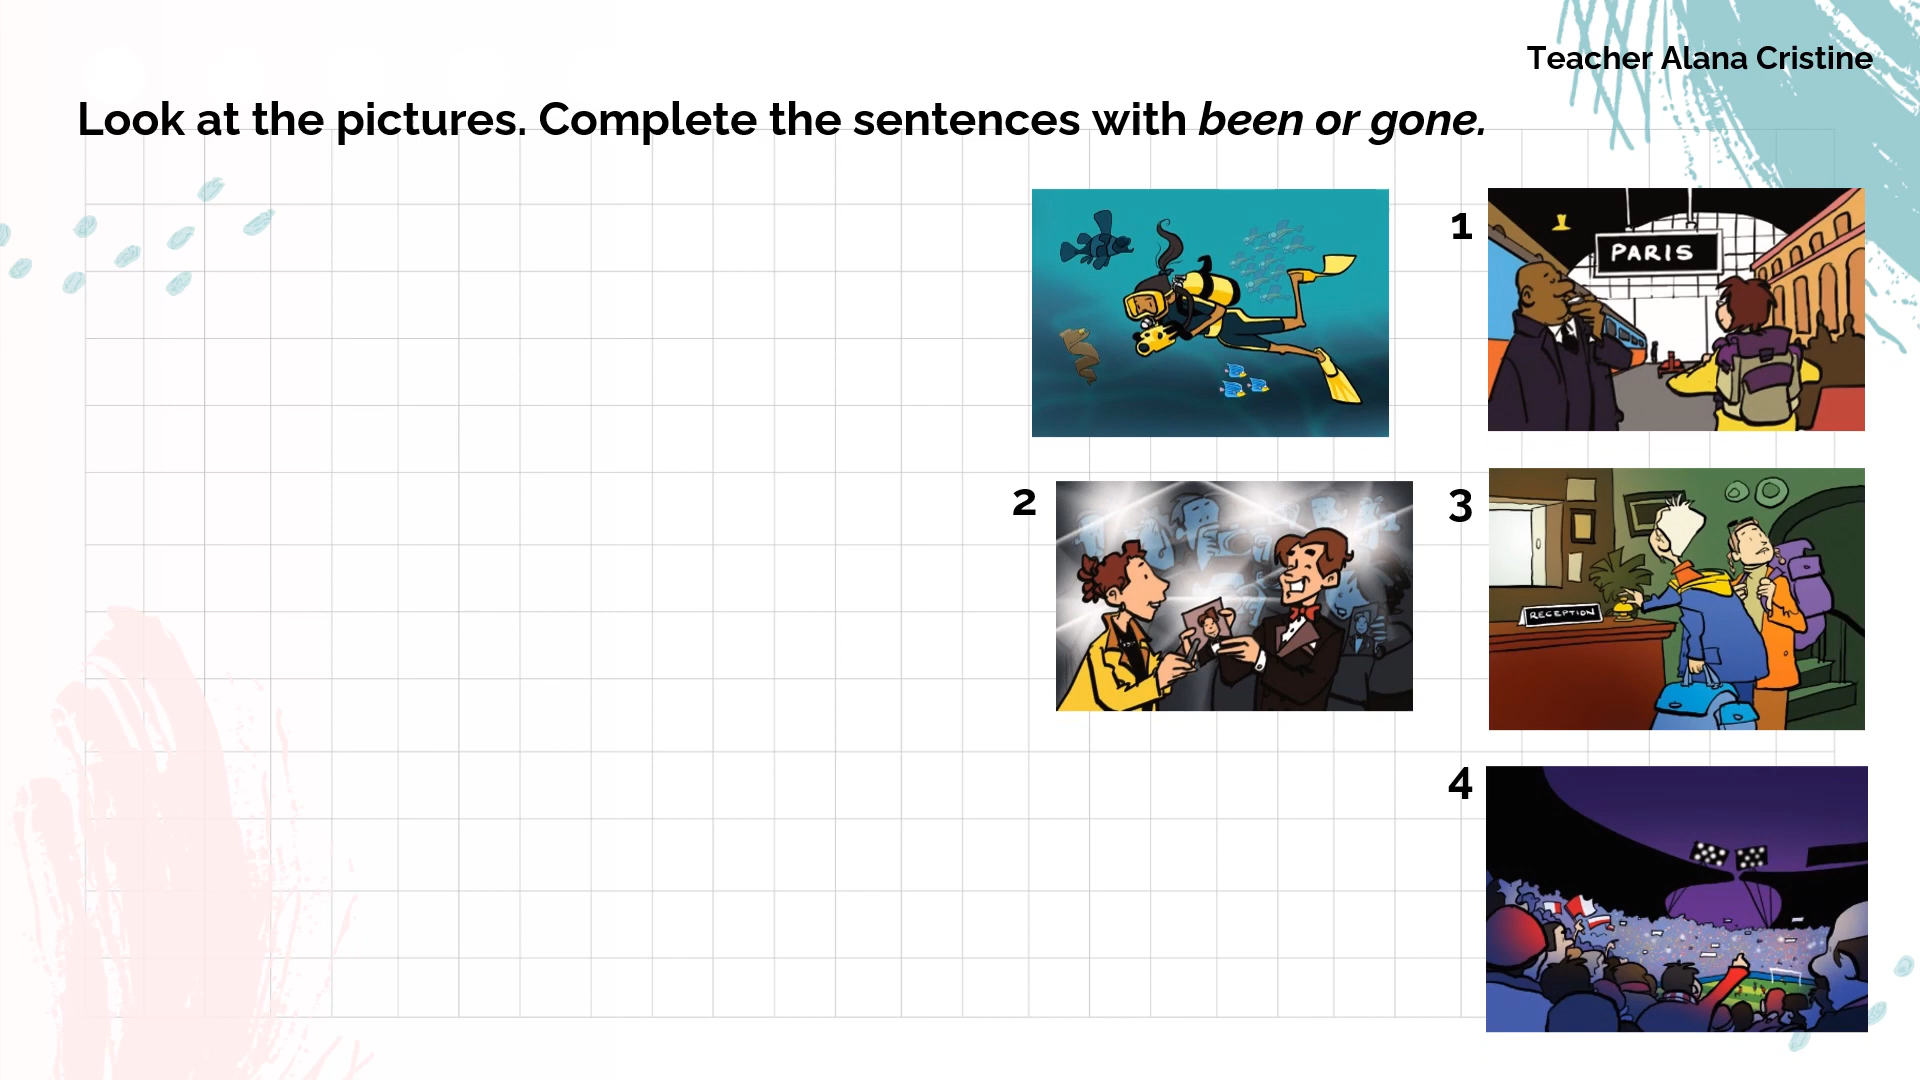 Teacher Alana Cristine
Look at the pictures. Complete the sentences with been or gone.
1
PARIS
2
3
RECEPTION
4